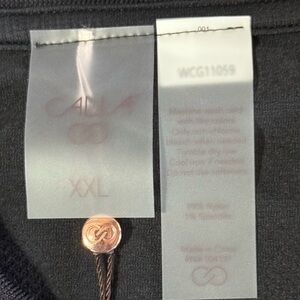 CALIA
XXL
001
WCG11059
Machine wash cold
with like colors
Only non-chlorine
bleach when needed
Tumble dry low
Cool iron if needed
Do not use softeners
Made in China